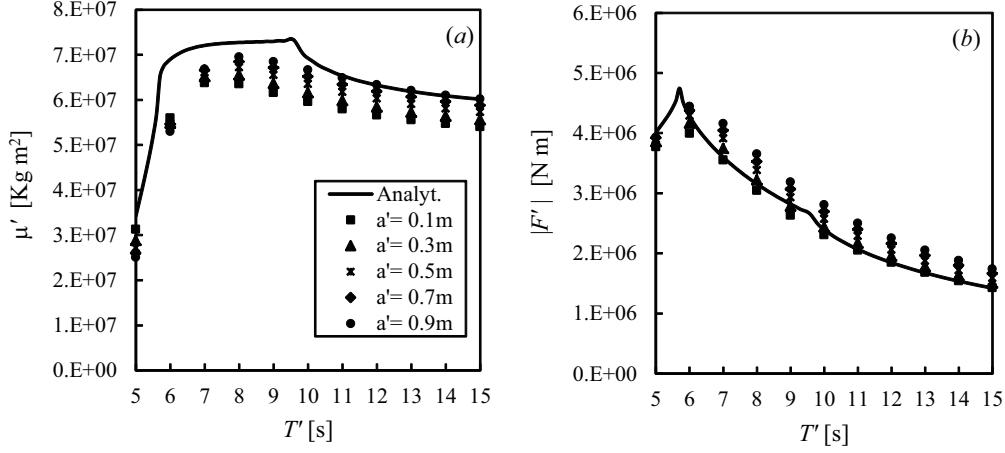 8.E+07
7.E+07
6.E+07
5.E+07
4.E+07
3.E+07
2.E+07
1.E+07
0.E+00
μ′ [Kg m²]
(a)
Analyt.
a'= 0.1m
a'= 0.3m
a'= 0.5m
a'= 0.7m
a'= 0.9m
5 6 7 8 9 10 11 12 13 14 15
T′ [s]
6.E+06
5.E+06
4.E+06
3.E+06
2.E+06
1.E+06
0.E+00
|F′ | [N m]
(b)
5 6 7 8 9 10 11 12 13 14 15
T′ [s]